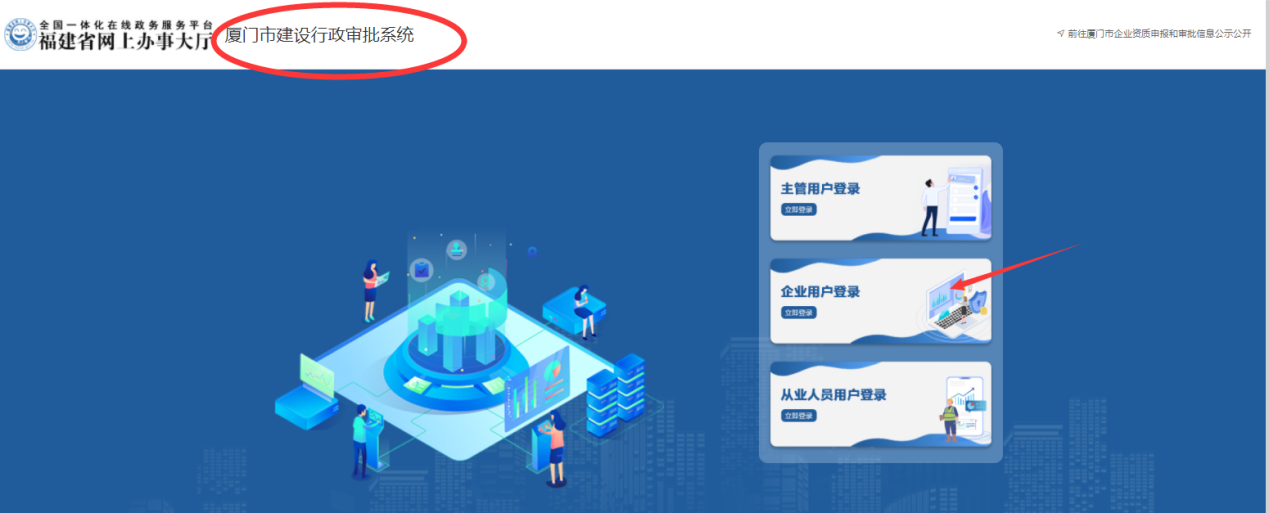 全国一体化在线政务服务平台
福建省网上办事大厅
厦门市建设行政审批系统
前往厦门市企业资质申报和审批信息公示公开
主管用户登录
立即登录
企业用户登录
立即登录
从业人员用户登录
立即登录